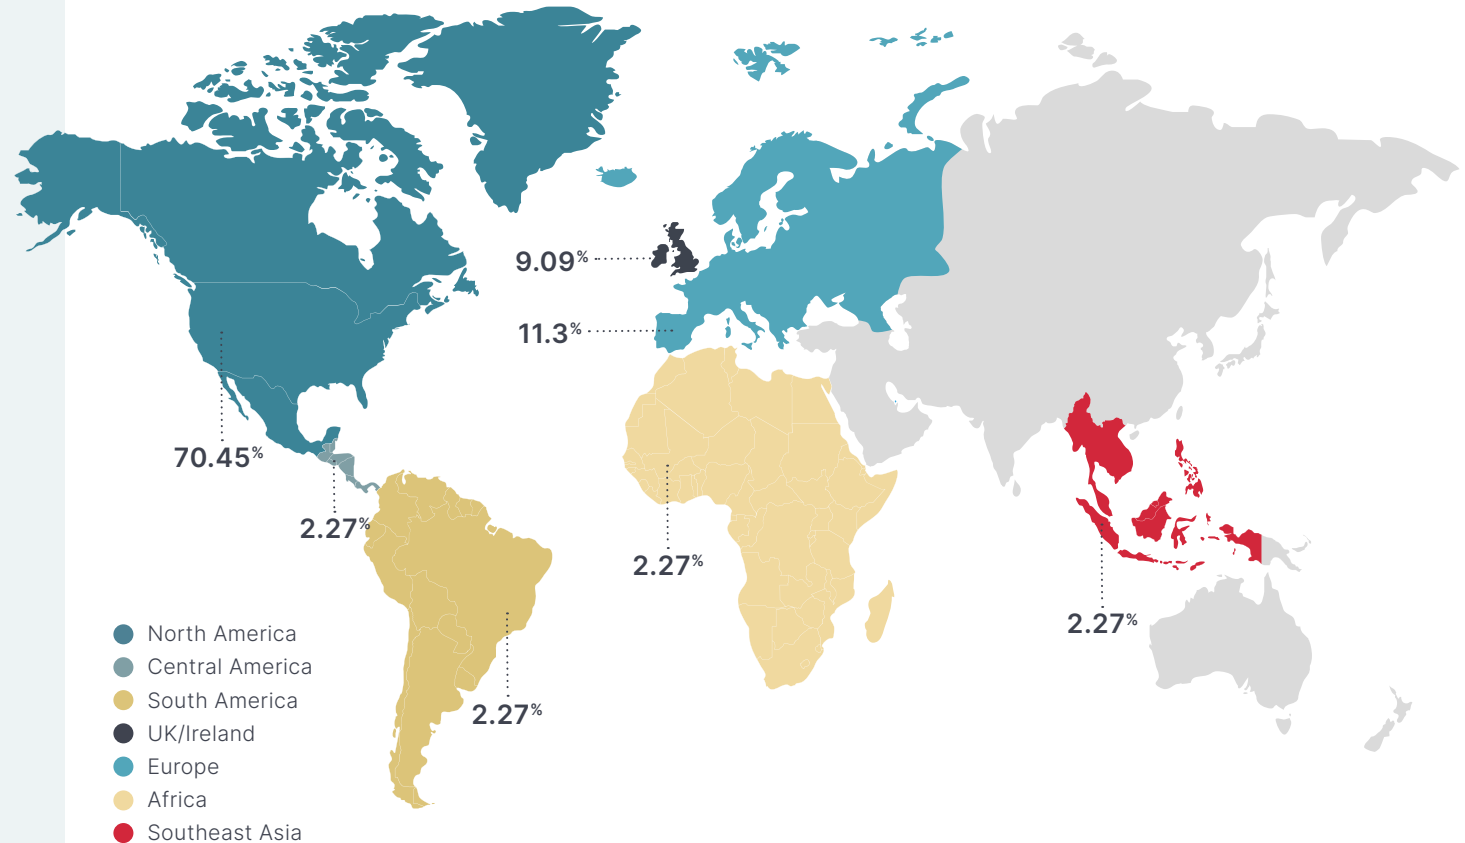 9.09%
11.3%
70.45%
2.27%
2.27%
2.27%
2.27%
North America
Central America
South America
UK/Ireland
Europe
Africa
Southeast Asia